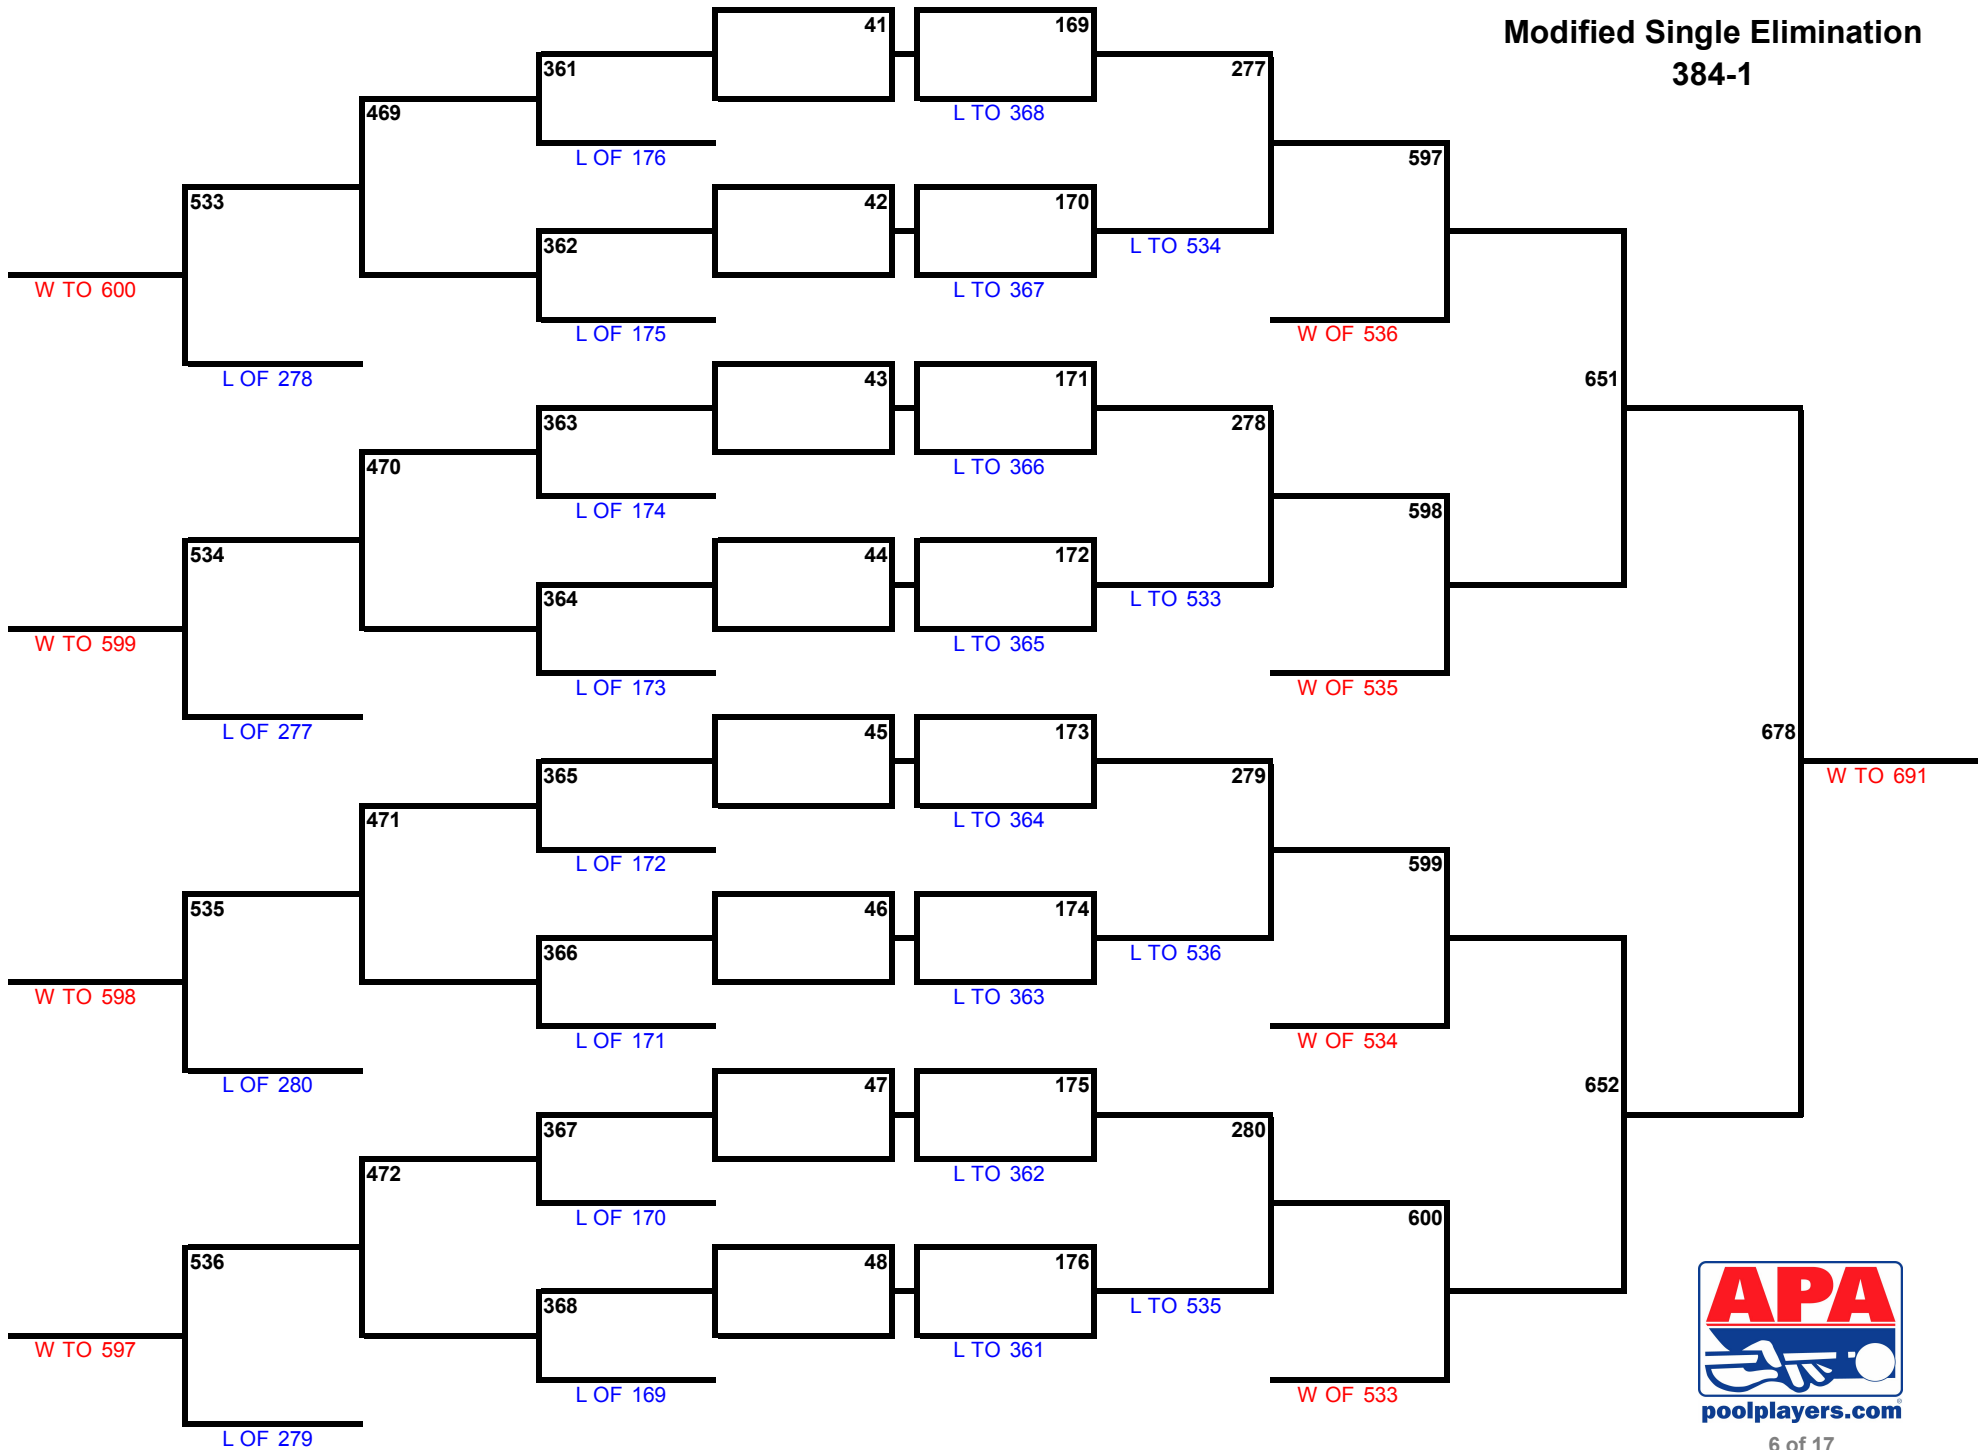 Modified Single Elimination
384-1
41 169
361 277
469 L TO 368
L OF 176 597
533 42 170
362 L TO 534
W TO 600 L TO 367
L OF 175 W OF 536
L OF 278 43 171 651
363 278
470 L TO 366
L OF 174 598
534 44 172
364 L TO 533
W TO 599 L TO 365
L OF 173 W OF 535
L OF 277 45 173 678
365 279 W TO 691
471 L TO 364
L OF 172 599
535 46 174
366 L TO 536
W TO 598 L TO 363
L OF 171 W OF 534
L OF 280 47 175 652
367 280
472 L TO 362
L OF 170 600
536 48 176
368 L TO 535
W TO 597 L TO 361
L OF 169 W OF 533
L OF 279
APA
poolplayers.com
6 of 17